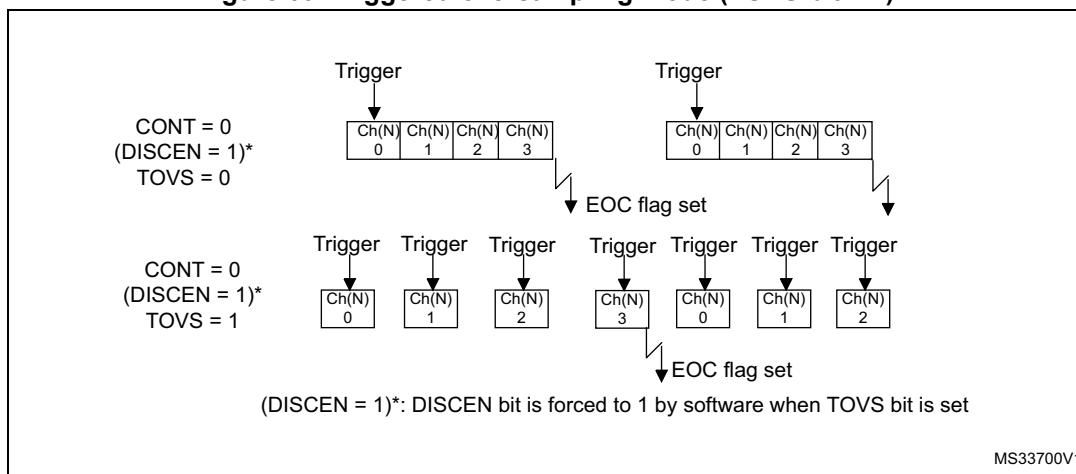 Trigger Trigger
CONT = 0
(DISCEN = 1)*
TOVS = 0
Ch(N) Ch(N) Ch(N) Ch(N) Ch(N) Ch(N) Ch(N) Ch(N)
0 1 2 3 0 1 2 3
EOC flag set
Trigger Trigger Trigger Trigger Trigger Trigger Trigger
CONT = 0
(DISCEN = 1)*
TOVS = 1
Ch(N) Ch(N) Ch(N) Ch(N) Ch(N) Ch(N) Ch(N)
0 1 2 3 0 1 2
EOC flag set
(DISCEN = 1)*: DISCEN bit is forced to 1 by software when TOVS bit is set